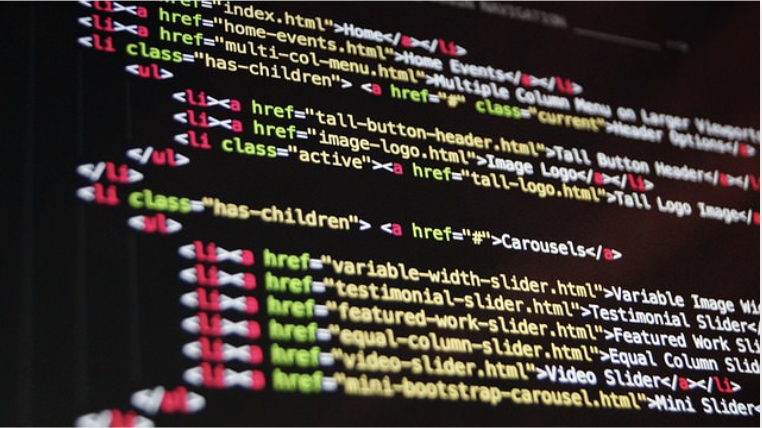 NAVIGATION
<li><a href="index.html">Home</a></li>
<li><a href="home-events.html">Home Events</a></li>
<li><a href="multi-col-menu.html">Multiple Column Menu on Larger Viewports
<li class="has-children"> <a href="#" class="current">Header Options</a>
<ul>
<li><a href="tall-button-header.html">Tall Button Header</a></
<li><a href="image-logo.html">Image Logo</a></li>
<li class="active"><a href="tall-logo.html">Tall Logo Image</a>
</ul>
</li>
<li class="has-children"> <a href="#">Carousels</a>
<ul>
<li><a href="variable-width-slider.html">Variable Image Wi
<li><a href="testimonial-slider.html">Testimonial Slider</
<li><a href="featured-work-slider.html">Featured Work Sli
<li><a href="equal-column-slider.html">Equal Column Slid
<li><a href="video-slider.html">Video Slider</a></li>
<li><a href="mini-bootstrap-carousel.html">Mini Slider<
</ul>
</li>